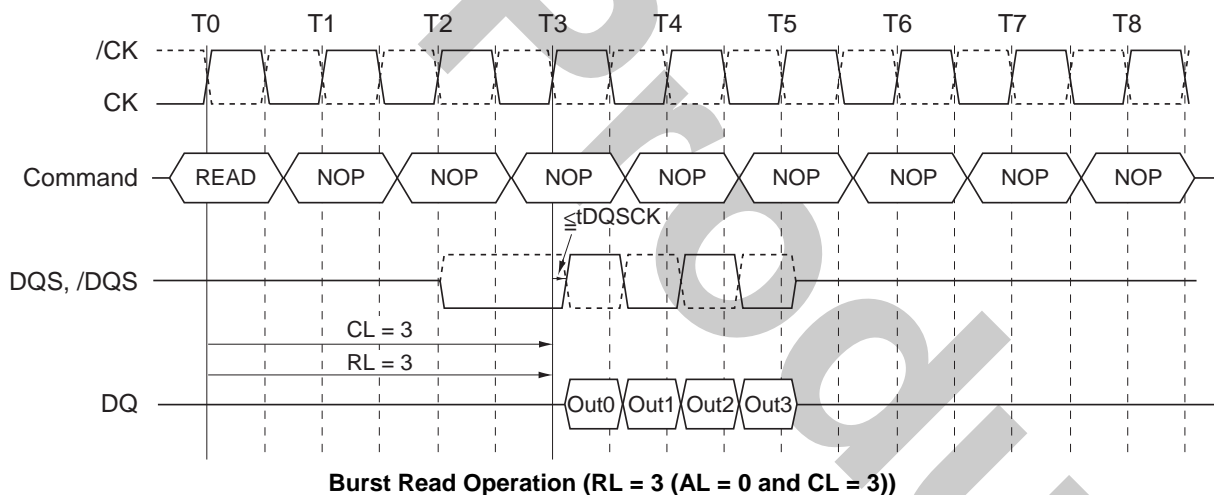 T0 T1 T2 T3 T4 T5 T6 T7 T8
/CK
CK
Command READ NOP NOP NOP NOP NOP NOP NOP NOP
≦tDQSCK
DQS, /DQS
CL = 3
RL = 3
DQ Out0 Out1 Out2 Out3
Burst Read Operation (RL = 3 (AL = 0 and CL = 3))